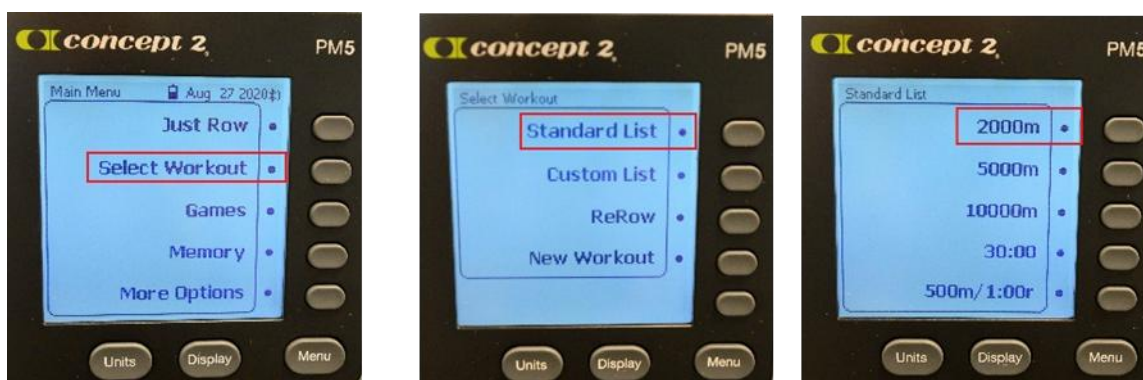 concept 2
PM5
Main Menu Aug 27 2020
Just Row
Select Workout
Games
Memory
More Options
Units Display Menu
concept 2
PM5
Select Workout
Standard List
Custom List
ReRow
New Workout
Units Display Menu
concept 2
PM5
Standard List
2000m
5000m
10000m
30:00
500m/1:00r
Units Display Menu